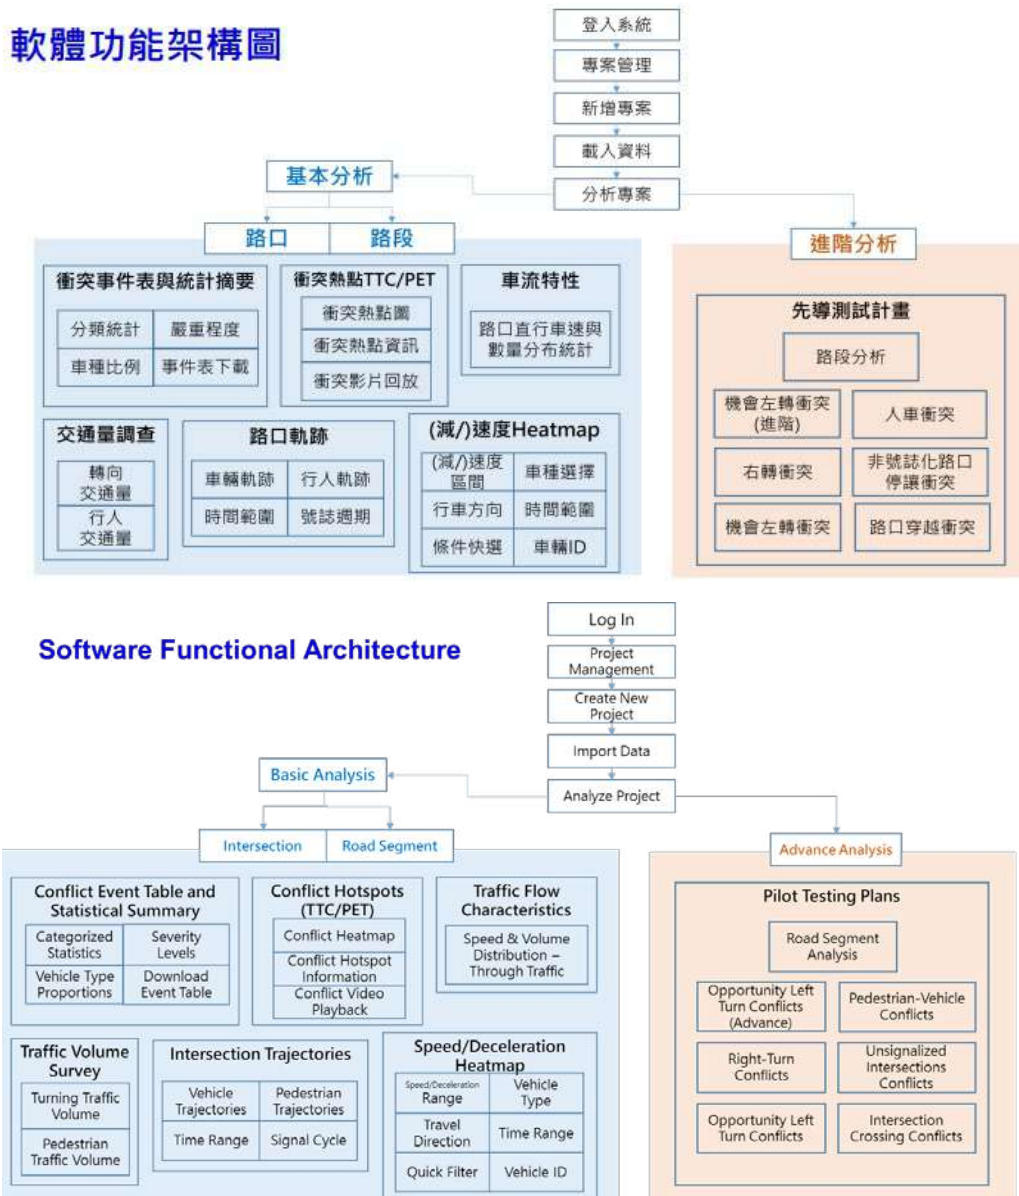 軟體功能架構圖
登入系統
專案管理
新增專案
載入資料
分析專案
基本分析
路口
路段
進階分析
衝突事件表與統計摘要
分類統計
嚴重程度
車種比例
事件表下載
衝突熱點TTC/PET
衝突熱點圖
衝突熱點資訊
衝突影片回放
車流特性
路口直行車速與
數量分布統計
交通量調查
轉向
交通量
行人
交通量
路口軌跡
車輛軌跡
行人軌跡
時間範圍
號誌週期
(減/)速度Heatmap
(減/)速度
區間
車種選擇
行車方向
時間範圍
條件快選
車輛ID
先導測試計畫
路段分析
機會左轉衝突
(進階)
人車衝突
右轉衝突
非號誌化路口
停讓衝突
機會左轉衝突
路口穿越衝突
Software Functional Architecture
Log In
Project
Management
Create New
Project
Import Data
Analyze Project
Basic Analysis
Intersection
Road Segment
Advance Analysis
Conflict Event Table and
Statistical Summary
Categorized
Statistics
Severity
Levels
Vehicle Type
Proportions
Download
Event Table
Conflict Hotspots
(TTC/PET)
Conflict Heatmap
Conflict Hotspot
Information
Conflict Video
Playback
Traffic Flow
Characteristics
Speed & Volume
Distribution –
Through Traffic
Traffic Volume
Survey
Turning Traffic
Volume
Pedestrian
Traffic Volume
Intersection Trajectories
Vehicle
Trajectories
Pedestrian
Trajectories
Time Range
Signal Cycle
Speed/Deceleration
Heatmap
Speed/Deceleration
Range
Vehicle
Type
Travel
Direction
Time Range
Quick Filter
Vehicle ID
Pilot Testing Plans
Road Segment
Analysis
Opportunity Left
Turn Conflicts
(Advance)
Pedestrian-Vehicle
Conflicts
Right-Turn
Conflicts
Unsignalized
Intersections
Conflicts
Opportunity Left
Turn Conflicts
Intersection
Crossing Conflicts